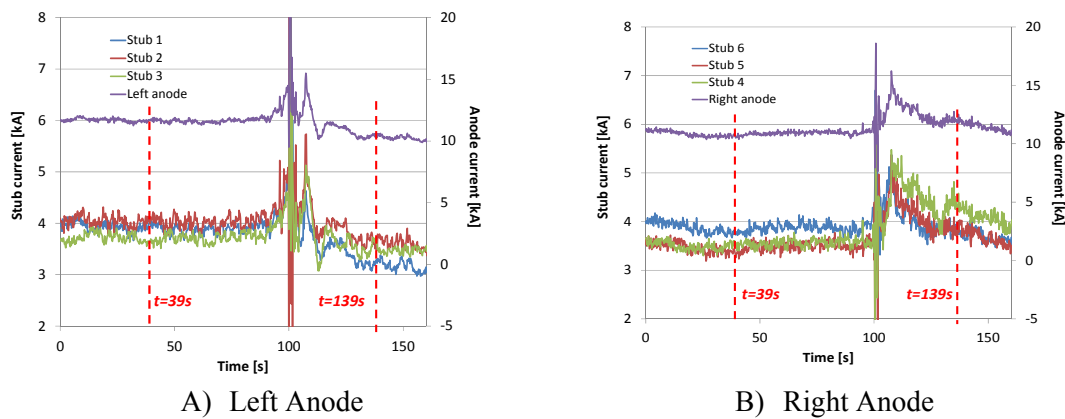 8
7
6
5
4
3
2
Stub current [kA]
Stub 1
Stub 2
Stub 3
Left anode
t=39s
t=139s
20
15
10
5
0
-5
Anode current [kA]
0
50
100
150
Time [s]
A) Left Anode
8
7
6
5
4
3
2
Stub current [kA]
Stub 6
Stub 5
Stub 4
Right anode
t=39s
t=139s
20
15
10
5
0
-5
Anode current [kA]
0
50
100
150
Time [s]
B) Right Anode